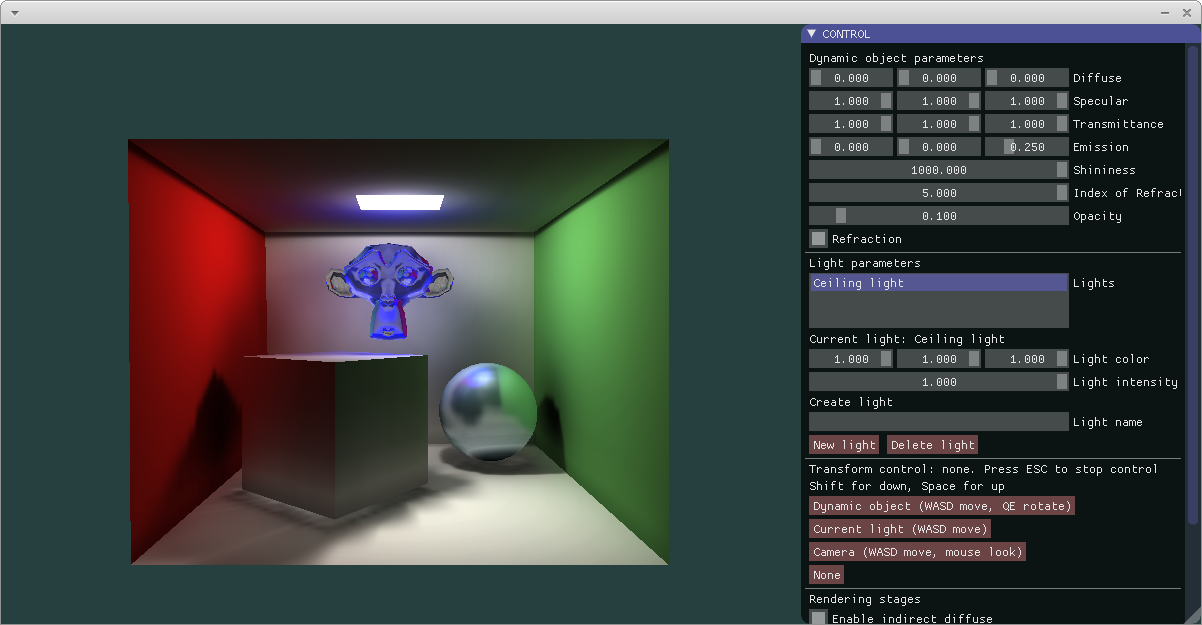 CONTROL
Dynamic object parameters
0.000 0.000 0.000 Diffuse
1.000 1.000 1.000 Specular
1.000 1.000 1.000 Transmittance
0.000 0.000 0.250 Emission
1000.000 Shininess
5.000 Index of Refrac
0.100 Opacity
Refraction
Light parameters
Ceiling light Lights
Current light: Ceiling light
1.000 1.000 1.000 Light color
1.000 Light intensity
Create light
Light name
New light Delete light
Transform control: none. Press ESC to stop control
Shift for down, Space for up
Dynamic object (WASD move, QE rotate)
Current light (WASD move)
Camera (WASD move, mouse look)
None
Rendering stages
Enable indirect diffuse